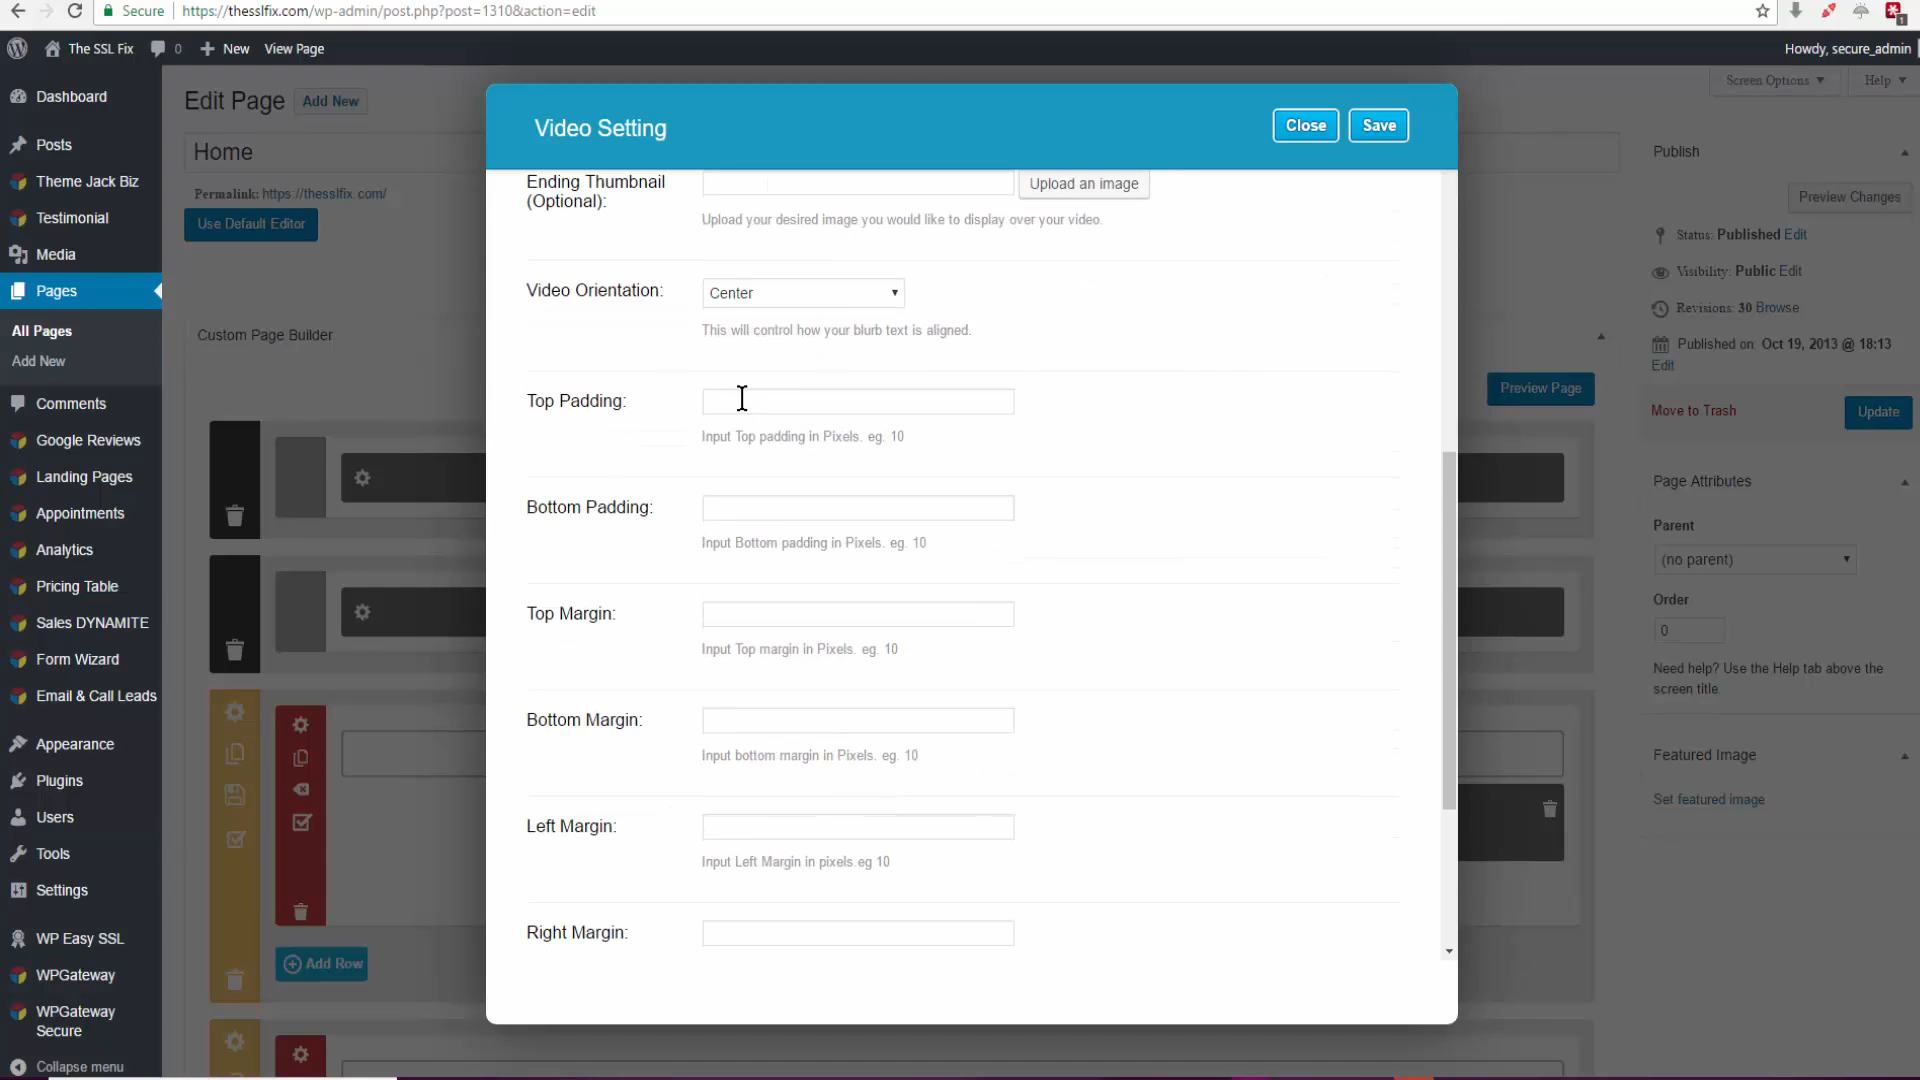 Secure https://thesslfix.com/wp-admin/post.php?post=1310&action=edit
The SSL Fix 0 New View Page Howdy, secure_admin
Screen Options Help
Dashboard
Posts
Theme Jack Biz
Testimonial
Media
Pages
All Pages
Add New
Comments
Google Reviews
Landing Pages
Appointments
Analytics
Pricing Table
Sales DYNAMITE
Form Wizard
Email & Call Leads
Appearance
Plugins
Users
Tools
Settings
WP Easy SSL
WPGateway
WPGateway
Secure
Collapse menu
Edit Page Add New
Home
Permalink: https://thesslfix.com/
Use Default Editor
Custom Page Builder
Add Row
Video Setting Close Save
Ending Thumbnail
(Optional):
Upload an image
Upload your desired image you would like to display over your video.
Video Orientation: Center
This will control how your blurb text is aligned.
Top Padding:
Input Top padding in Pixels. eg. 10
Bottom Padding:
Input Bottom padding in Pixels. eg. 10
Top Margin:
Input Top margin in Pixels. eg. 10
Bottom Margin:
Input bottom margin in Pixels. eg. 10
Left Margin:
Input Left Margin in pixels.eg 10
Right Margin:
Preview Page
Publish
Preview Changes
Status: Published Edit
Visibility: Public Edit
Revisions: 30 Browse
Published on: Oct 19, 2013 @ 18:13
Edit
Move to Trash Update
Page Attributes
Parent
(no parent)
Order
0
Need help? Use the Help tab above the
screen title.
Featured Image
Set featured image
1